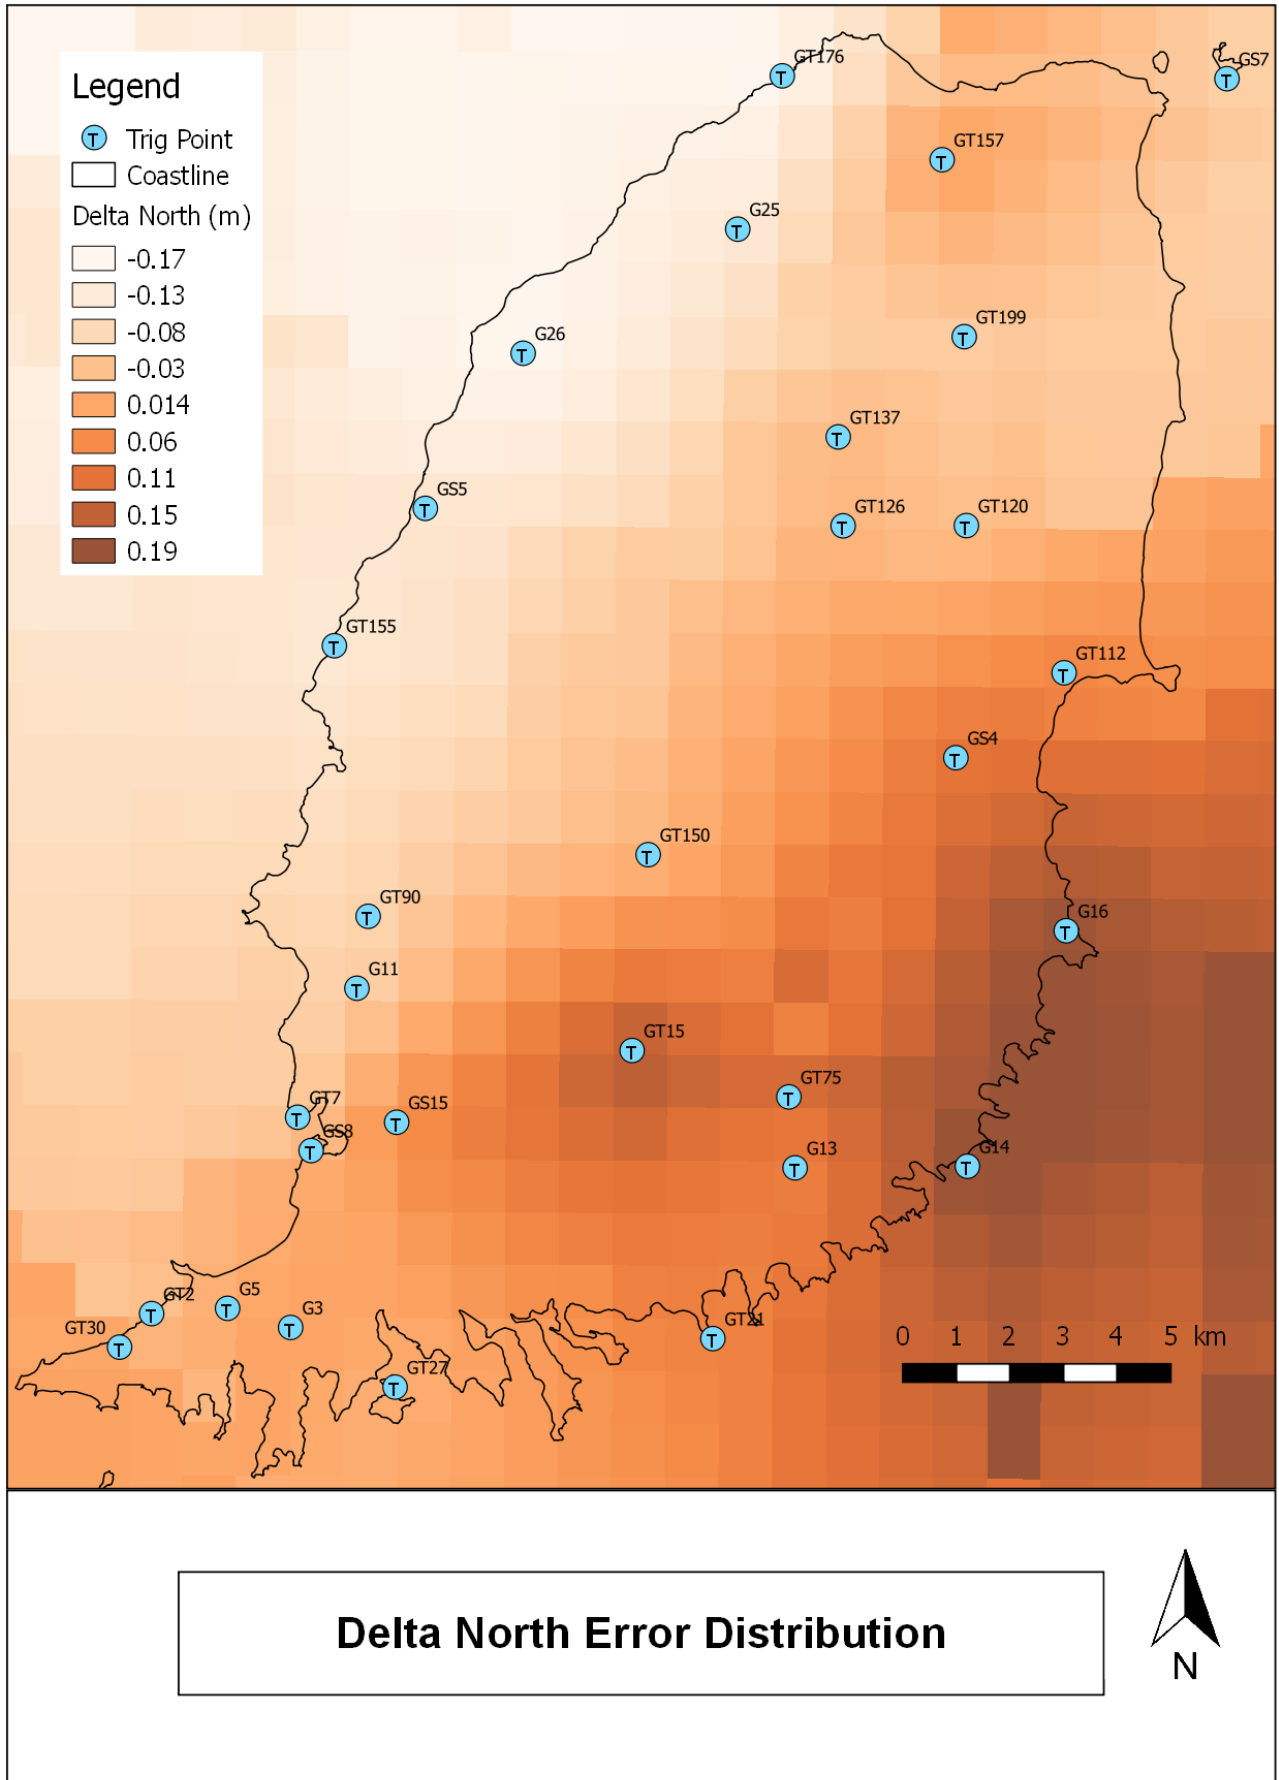 Legend
T Trig Point
Coastline
Delta North (m)
-0.17
-0.13
-0.08
-0.03
0.014
0.06
0.11
0.15
0.19
GT176
T
GS7
T
GT157
T
G25
T
GT199
T
G26
T
GT137
T
GS5
T
GT126
T
GT120
T
GT155
T
GT112
T
GS4
T
GT150
T
GT90
T
G16
T
G11
T
GT15
T
GT75
T
GT7
T
GS15
T
GS8
T
G13
T
G14
T
GT2
T
G5
T
G3
T
GT30
T
GT21
T
GT27
T
0 1 2 3 4 5 km
Delta North Error Distribution
N